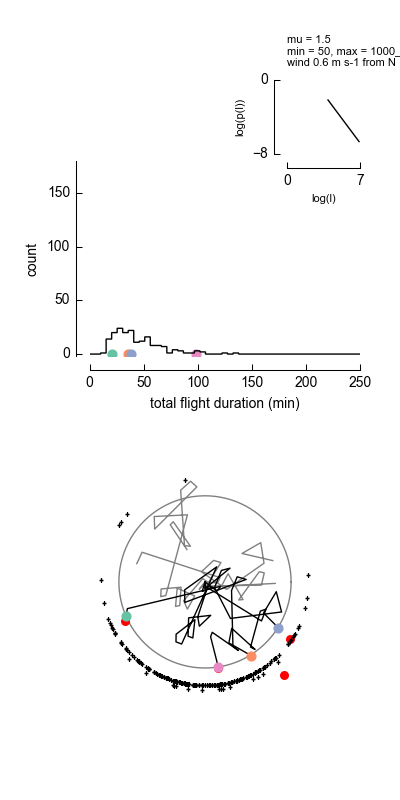 mu = 1.5
min = 50, max = 1000_
wind 0.6 m s-1 from N
0
log(p(l))
−8
0 7
log(l)
150
100
count
50
0
0 50 100 150 200 250
total flight duration (min)